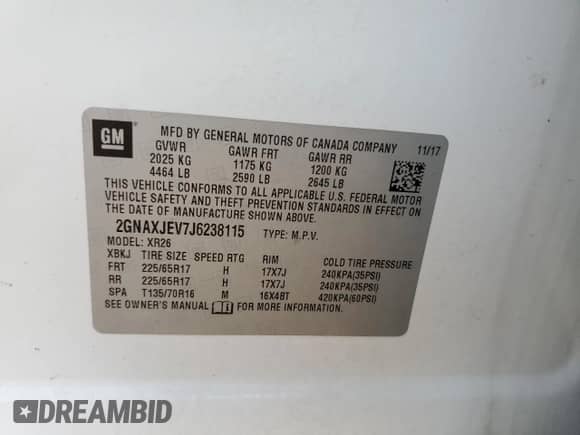 GM
MFD BY GENERAL MOTORS OF CANADA COMPANY
GVWR GAWR FRT GAWR RR 11/17
2025 KG 1175 KG 1200 KG
4464 LB 2590 LB 2645 LB
THIS VEHICLE CONFORMS TO ALL APPLICABLE U.S. FEDERAL MOTOR
VEHICLE SAFETY AND THEFT PREVENTION STANDARDS IN EFFECT ON
THE DATE OF MANUFACTURE SHOWN ABOVE.
2GNAXJEV7J6238115 TYPE: M.P.V.
MODEL: XR26
XBKJ TIRE SIZE SPEED RTG RIM COLD TIRE PRESSURE
FRT 225/65R17 H 17X7J 240KPA(35PSI)
RR 225/65R17 H 17X7J 240KPA(35PSI)
SPA T135/70R16 M 16X4BT 420KPA(60PSI)
SEE OWNER'S MANUAL FOR MORE INFORMATION.
DREAMBID